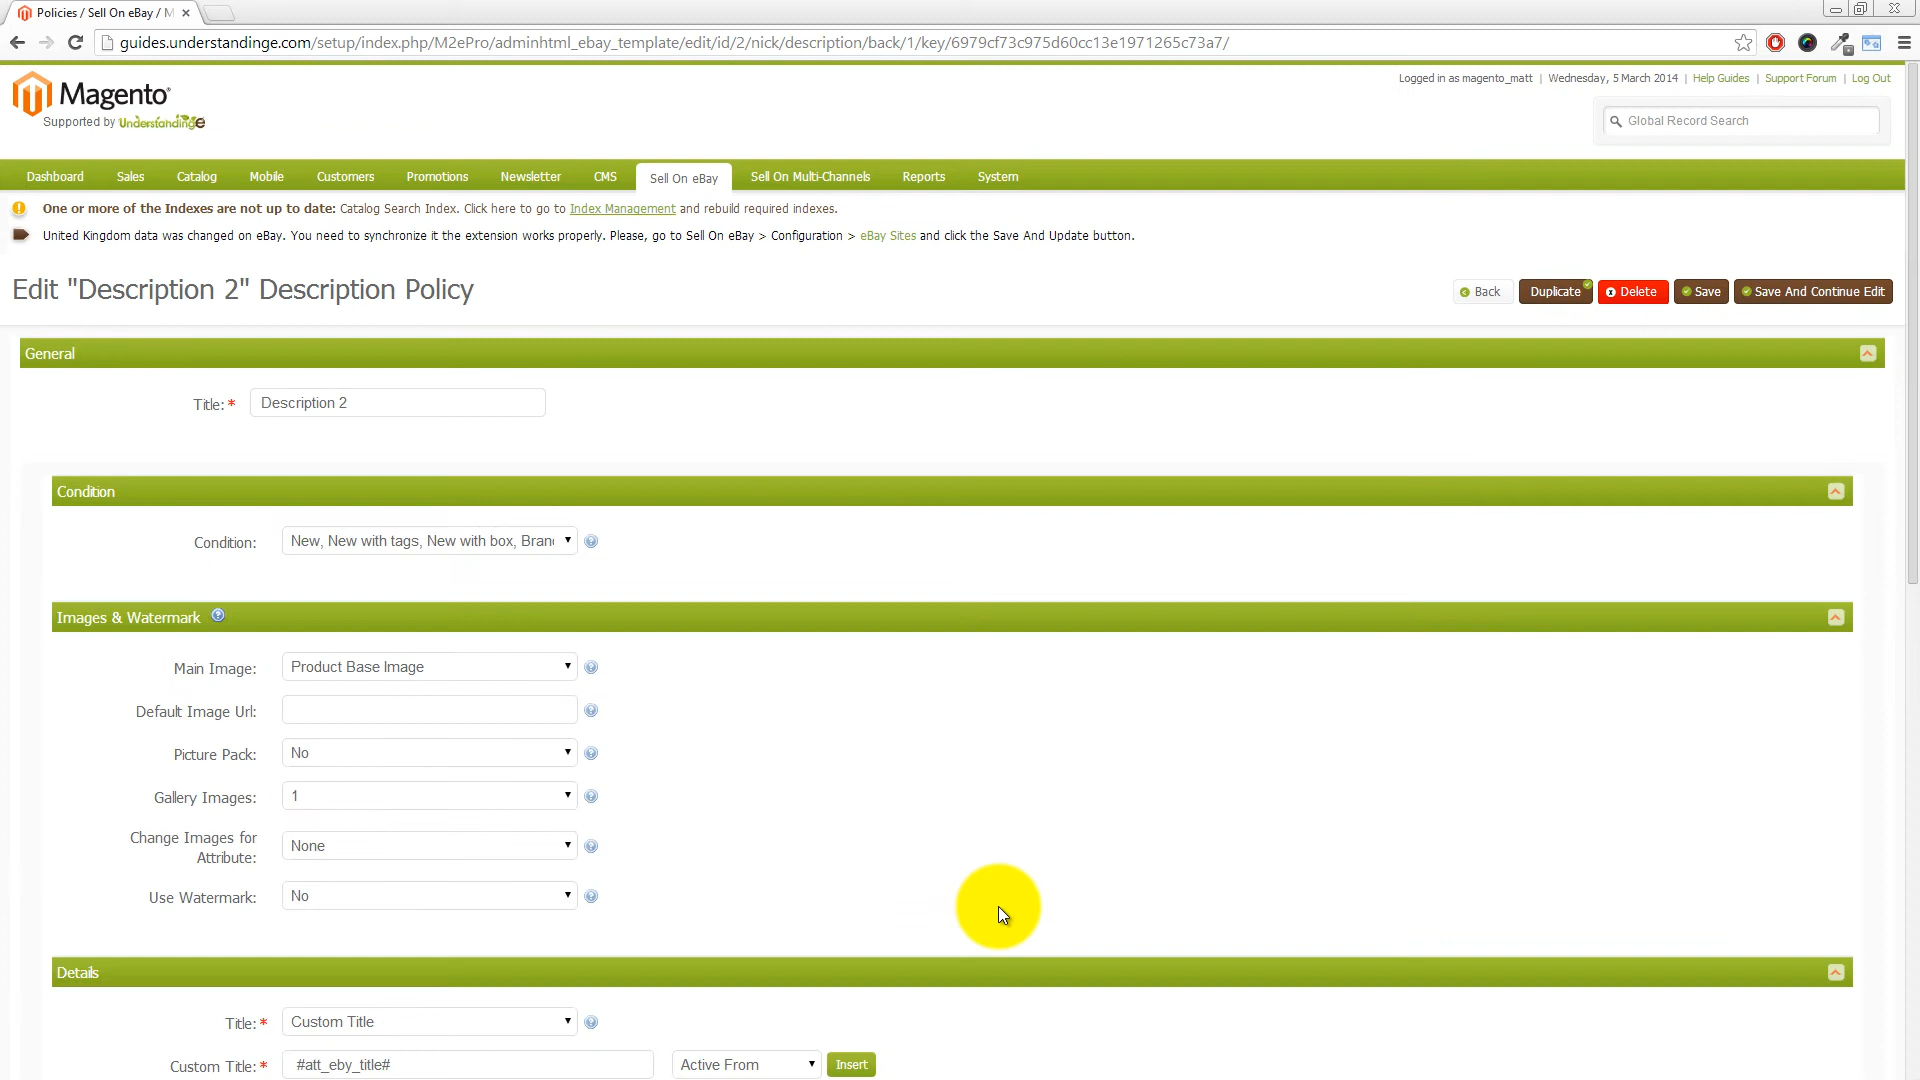 Policies / Sell On eBay / M
guides.understandinge.com/setup/index.php/M2ePro/adminhtml_ebay_template/edit/id/2/nick/description/back/1/key/6979cf73c975d60cc13e1971265c73a7/
Magento
Supported by Understandinge
Logged in as magento_matt | Wednesday, 5 March 2014 | Help Guides | Support Forum | Log Out
Global Record Search
Dashboard Sales Catalog Mobile Customers Promotions Newsletter CMS Sell On eBay Sell On Multi-Channels Reports System
One or more of the Indexes are not up to date: Catalog Search Index. Click here to go to Index Management and rebuild required indexes.
United Kingdom data was changed on eBay. You need to synchronize it the extension works properly. Please, go to Sell On eBay > Configuration > eBay Sites and click the Save And Update button.
Edit "Description 2" Description Policy
Back Duplicate Delete Save Save And Continue Edit
General
Title:* Description 2
Condition
Condition: New, New with tags, New with box, Bran
Images & Watermark
Main Image: Product Base Image
Default Image Url:
Picture Pack: No
Gallery Images: 1
Change Images for
Attribute: None
Use Watermark: No
Details
Title:* Custom Title
Custom Title:* #att_eby_title# Active From Insert